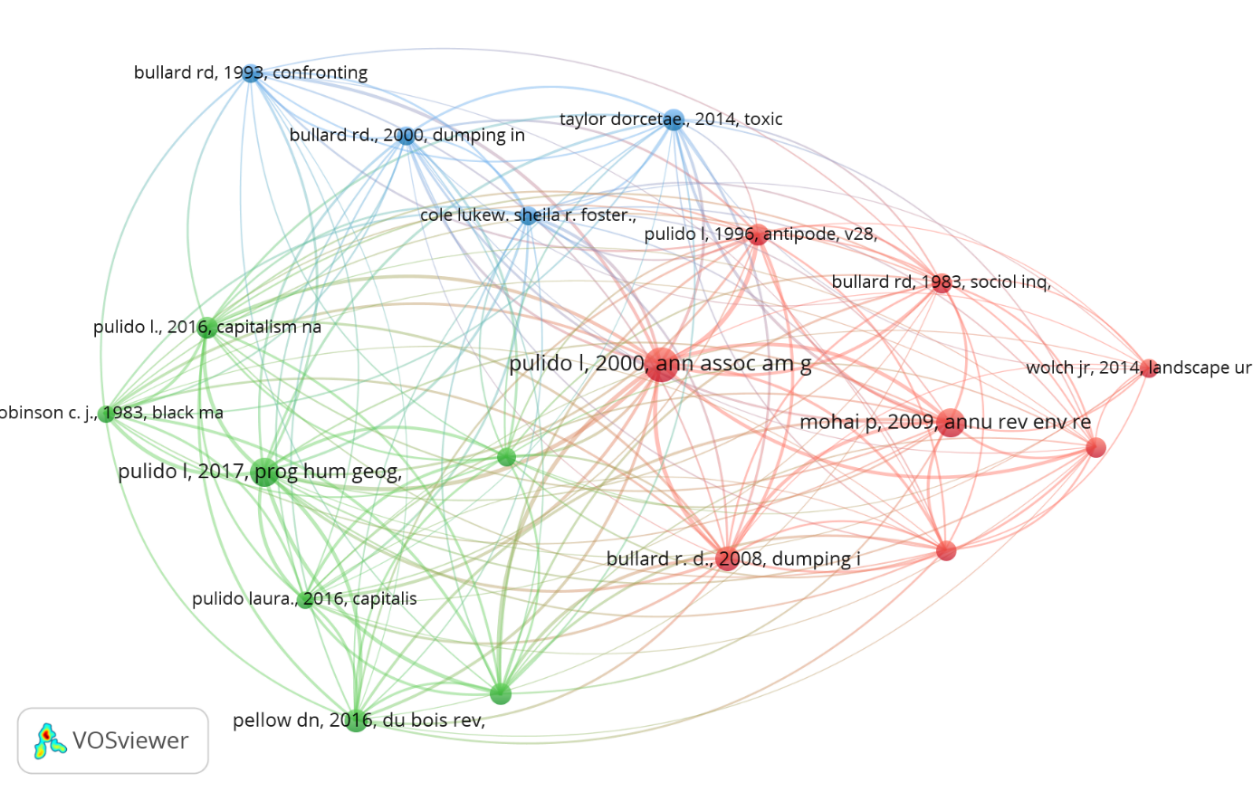 bullard rd, 1993, confronting
taylor dorcetae., 2014, toxic
bullard rd., 2000, dumping in
cole lukew. sheila r. foster.,
pulido l, 1996, antipode, v28,
bullard rd, 1983, sociol inq,
pulido l., 2016, capitalism na
pulido l, 2000, ann assoc am g
wolch jr, 2014, landscape ur
obinson c. j., 1983, black ma
mohai p, 2009, annu rev env re
pulido l, 2017, prog hum geog,
bullard r. d., 2008, dumping i
pulido laura., 2016, capitalis
pellow dn, 2016, du bois rev,
VOSviewer